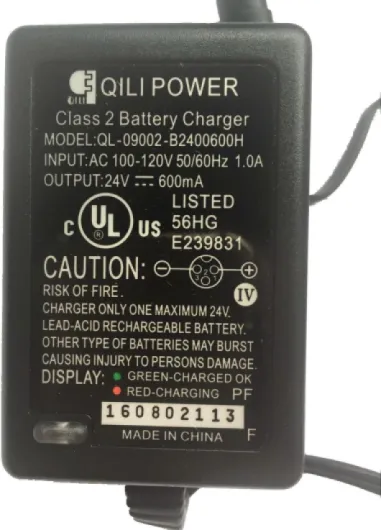 QILI
QILI POWER
Class 2 Battery Charger
MODEL:QL-09002-B2400600H
INPUT:AC 100-120V 50/60Hz 1.0A
OUTPUT:24V ⎓ 600mA
C UL ® US
LISTED
56HG
E239831
CAUTION:
IV
RISK OF FIRE.
CHARGER ONLY ONE MAXIMUM 24V.
LEAD-ACID RECHARGEABLE BATTERY.
OTHER TYPE OF BATTERIES MAY BURST
CAUSING INJURY TO PERSONS DAMAGE.
DISPLAY: GREEN-CHARGED OK
RED-CHARGING PF
160802113
MADE IN CHINA F